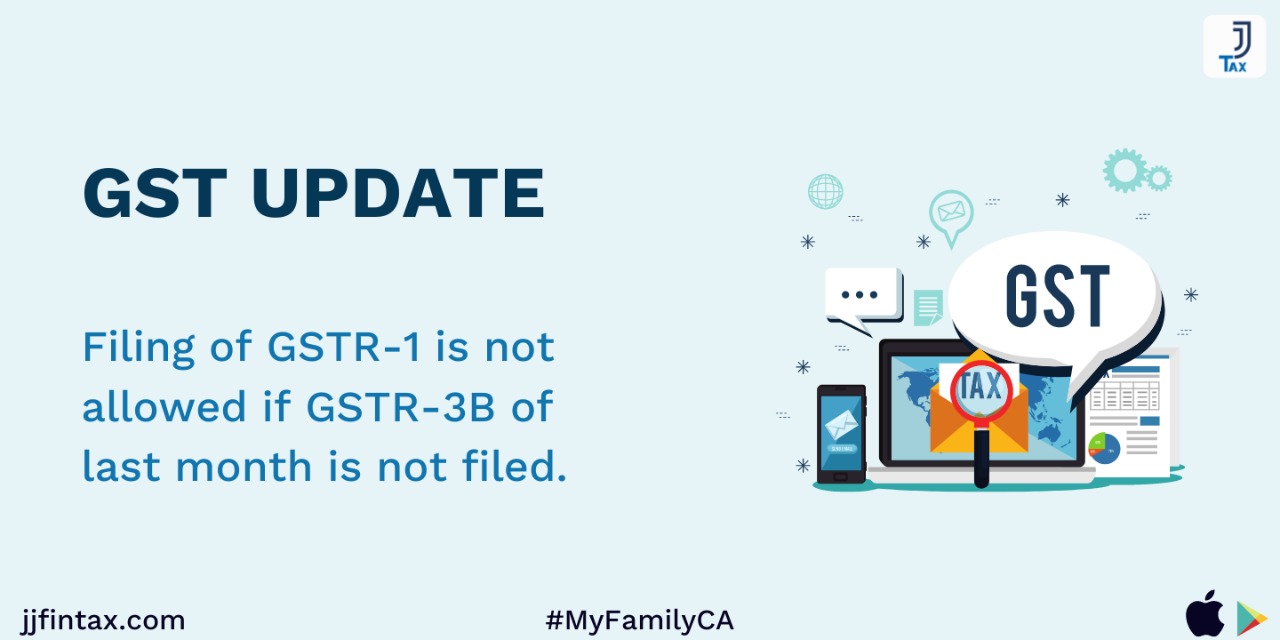 J
TAX
GST UPDATE
GST
Filing of GSTR-1 is not
allowed if GSTR-3B of
last month is not filed.
TAX
jjfintax.com
#MyFamilyCA